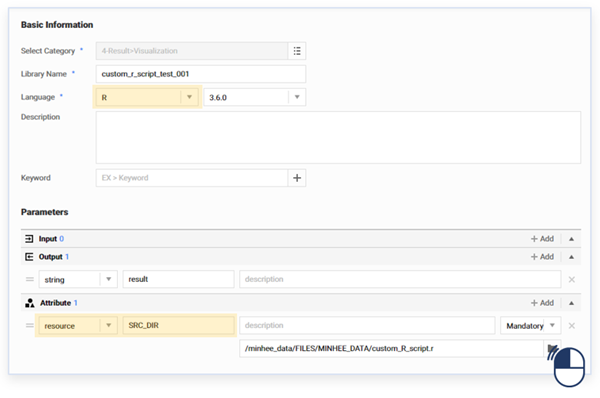 Basic Information
Select Category * 4-Result>Visualization
Library Name * custom_r_script_test_001
Language * R 3.6.0
Description
Keyword EX > Keyword
Parameters
Input 0 + Add
Output 1 + Add
string result description
Attribute 1 + Add
resource SRC_DIR description Mandatory
/minhee_data/FILES/MINHEE_DATA/custom_R_script.r